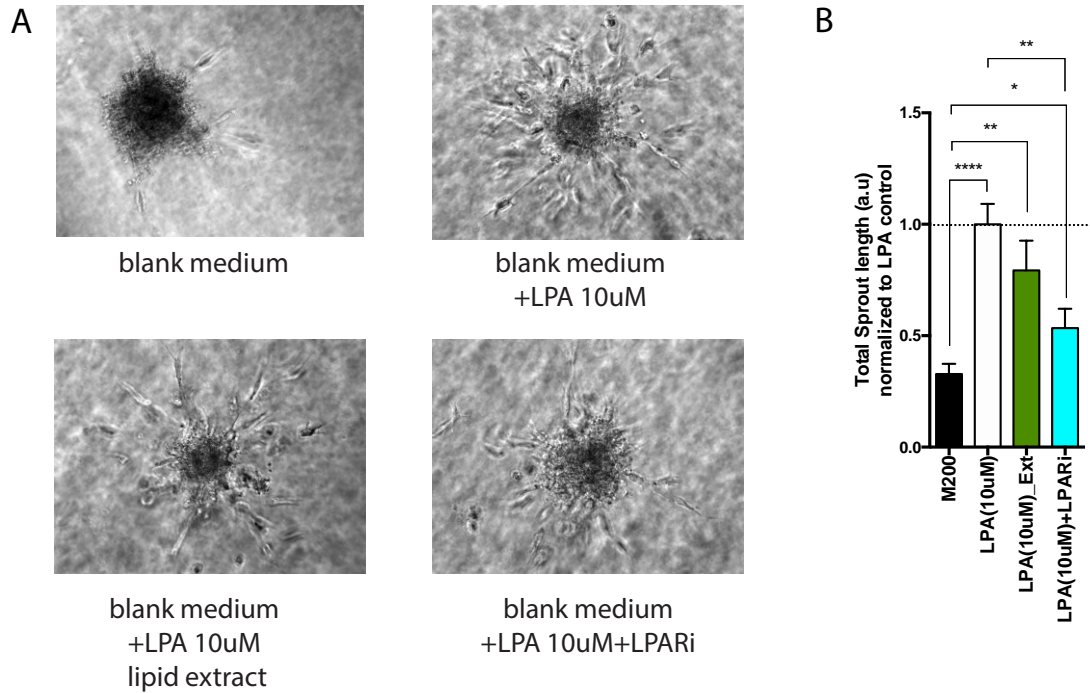 A
blank medium
blank medium
+LPA 10uM
blank medium
+LPA 10uM
lipid extract
blank medium
+LPA 10uM+LPARi
B
**
*
**
****
1.5
1.0
0.5
0.0
Total Sprout length (a.u)
normalized to LPA control
M200
LPA(10uM)
LPA(10uM)_Ext
LPA(10uM)+LPARi